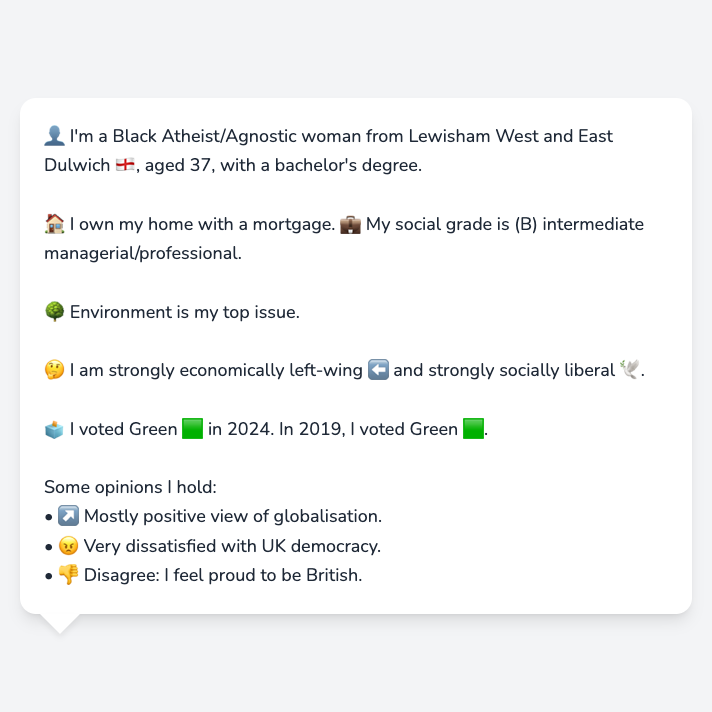 👤 I'm a Black Atheist/Agnostic woman from Lewisham West and East
Dulwich 🏴󠁧󠁢󠁥󠁮󠁧󠁿, aged 37, with a bachelor's degree.
🏠 I own my home with a mortgage. 💼 My social grade is (B) intermediate
managerial/professional.
🌳 Environment is my top issue.
🤔 I am strongly economically left-wing ⬅️ and strongly socially liberal 🕊️.
🗳️ I voted Green 🟩 in 2024. In 2019, I voted Green 🟩.
Some opinions I hold:
• ↗️ Mostly positive view of globalisation.
• 😠 Very dissatisfied with UK democracy.
• 👎 Disagree: I feel proud to be British.